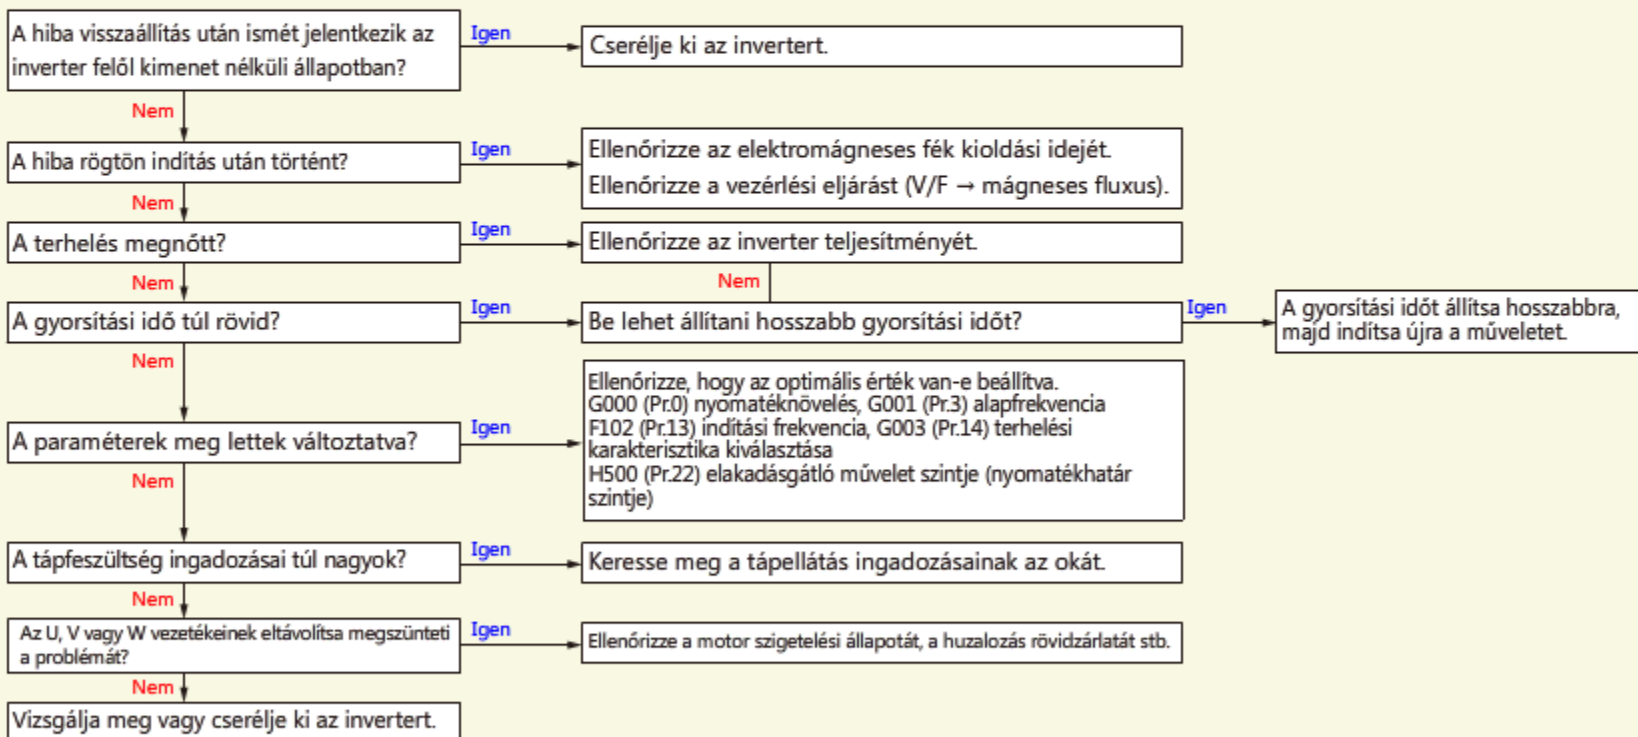 A hiba visszaállítás után ismét jelentkezik az
inverter felől kimenet nélküli állapotban?
Igen
Cserélje ki az invertert.
Nem
A hiba rögtön indítás után történt?
Igen
Ellenőrizze az elektromágneses fék kioldási idejét.
Ellenőrizze a vezérlési eljárást (V/F → mágneses fluxus).
Nem
A terhelés megnőtt?
Igen
Ellenőrizze az inverter teljesítményét.
Nem
Nem
A gyorsítási idő túl rövid?
Igen
Be lehet állítani hosszabb gyorsítási időt?
Igen
A gyorsítási időt állítsa hosszabbra,
majd indítsa újra a műveletet.
Nem
A paraméterek meg lettek változtatva?
Igen
Ellenőrizze, hogy az optimális érték van-e beállítva.
G000 (Pr.0) nyomatéknövelés, G001 (Pr.3) alapfrekvencia
F102 (Pr.13) indítási frekvencia, G003 (Pr.14) terhelési
karakterisztika kiválasztása
H500 (Pr.22) elakadásgátló művelet szintje (nyomatékhatár
szintje)
Nem
A tápfeszültség ingadozásai túl nagyok?
Igen
Keresse meg a tápellátás ingadozásainak az okát.
Nem
Az U, V vagy W vezetékeinek eltávolítsa megszünteti
a problémát?
Igen
Ellenőrizze a motor szigetelési állapotát, a huzalozás rövidzárlatát stb.
Nem
Vizsgálja meg vagy cserélje ki az invertert.